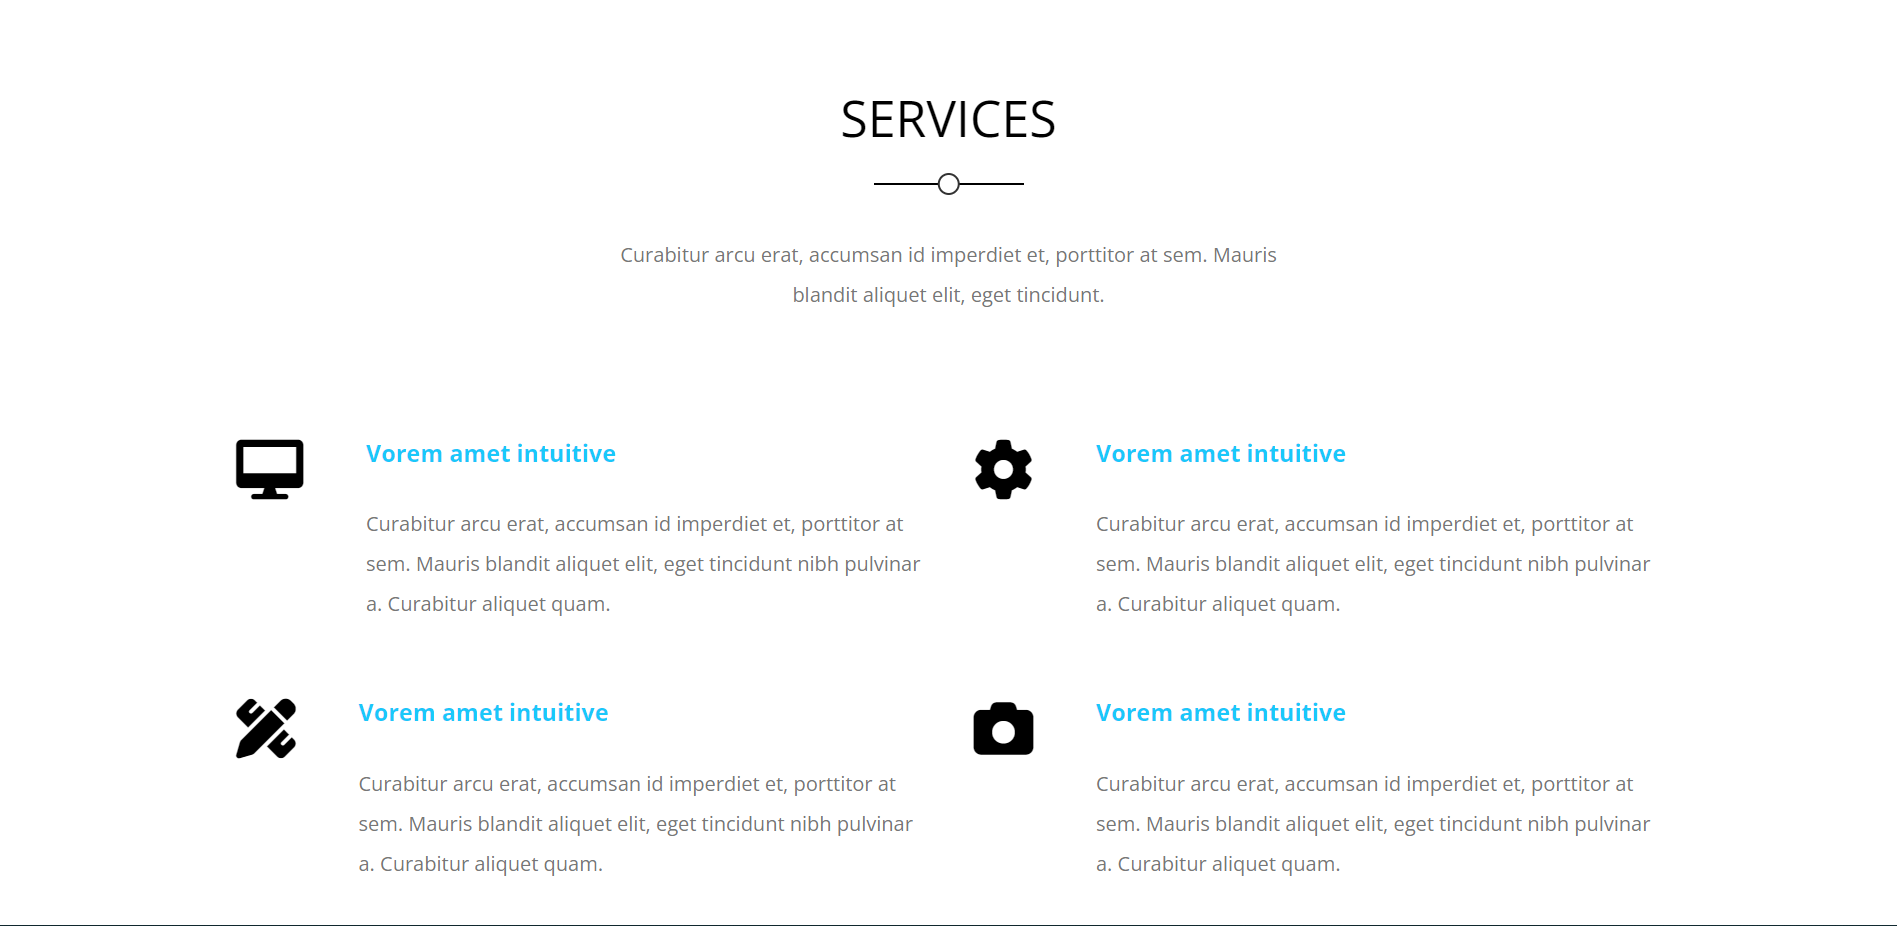 SERVICES
Curabitur arcu erat, accumsan id imperdiet et, porttitor at sem. Mauris
blandit aliquet elit, eget tincidunt.
Vorem amet intuitive
Curabitur arcu erat, accumsan id imperdiet et, porttitor at
sem. Mauris blandit aliquet elit, eget tincidunt nibh pulvinar
a. Curabitur aliquet quam.
Vorem amet intuitive
Curabitur arcu erat, accumsan id imperdiet et, porttitor at
sem. Mauris blandit aliquet elit, eget tincidunt nibh pulvinar
a. Curabitur aliquet quam.
Vorem amet intuitive
Curabitur arcu erat, accumsan id imperdiet et, porttitor at
sem. Mauris blandit aliquet elit, eget tincidunt nibh pulvinar
a. Curabitur aliquet quam.
Vorem amet intuitive
Curabitur arcu erat, accumsan id imperdiet et, porttitor at
sem. Mauris blandit aliquet elit, eget tincidunt nibh pulvinar
a. Curabitur aliquet quam.